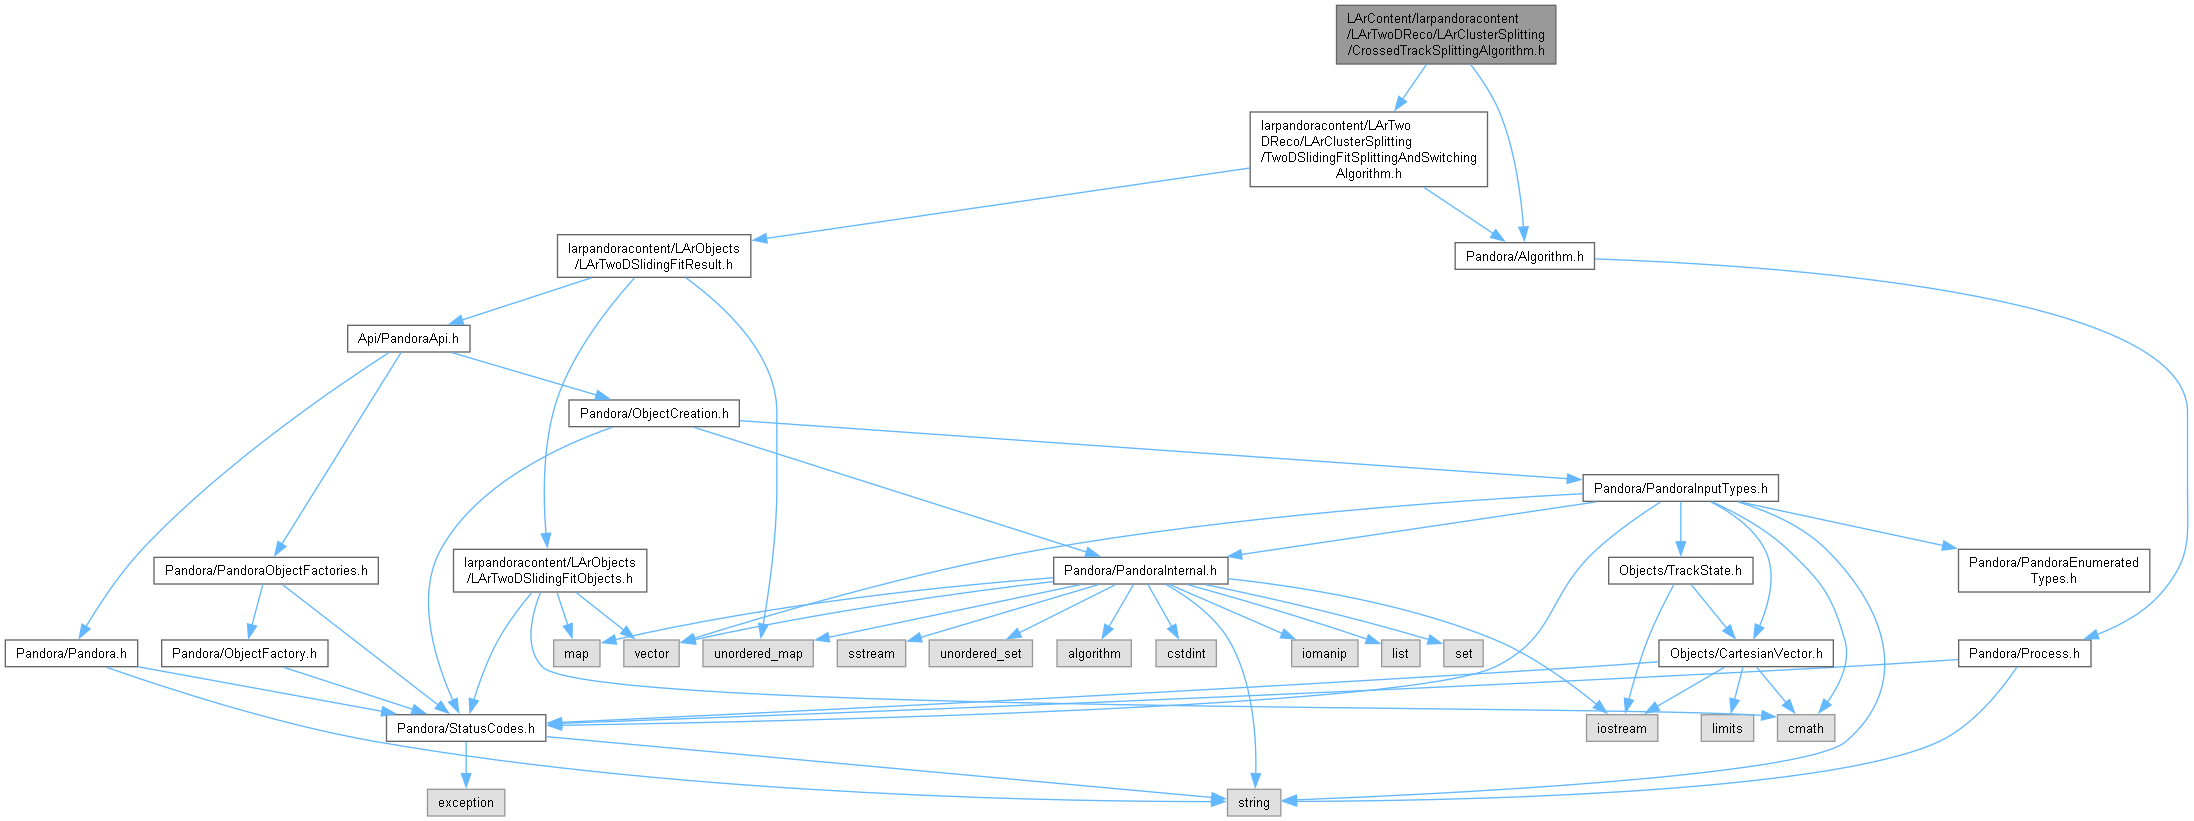 LArContent/larpandoracontent
/LArTwoDReco/LArClusterSplitting
/CrossedTrackSplittingAlgorithm.h
larpandoracontent/LArTwo
DReco/LArClusterSplitting
/TwoDSlidingFitSplittingAndSwitching
Algorithm.h
larpandoracontent/LArObjects
/LArTwoDSlidingFitResult.h
Pandora/Algorithm.h
Api/PandoraApi.h
Pandora/ObjectCreation.h
Pandora/PandoraInputTypes.h
Pandora/PandoraObjectFactories.h
larpandoracontent/LArObjects
/LArTwoDSlidingFitObjects.h
Pandora/PandoraInternal.h
Objects/TrackState.h
Pandora/PandoraEnumerated
Types.h
Pandora/Pandora.h
Pandora/ObjectFactory.h
map
vector
unordered_map
sstream
unordered_set
algorithm
cstdint
iomanip
list
set
Objects/CartesianVector.h
Pandora/Process.h
Pandora/StatusCodes.h
iostream
limits
cmath
exception
string